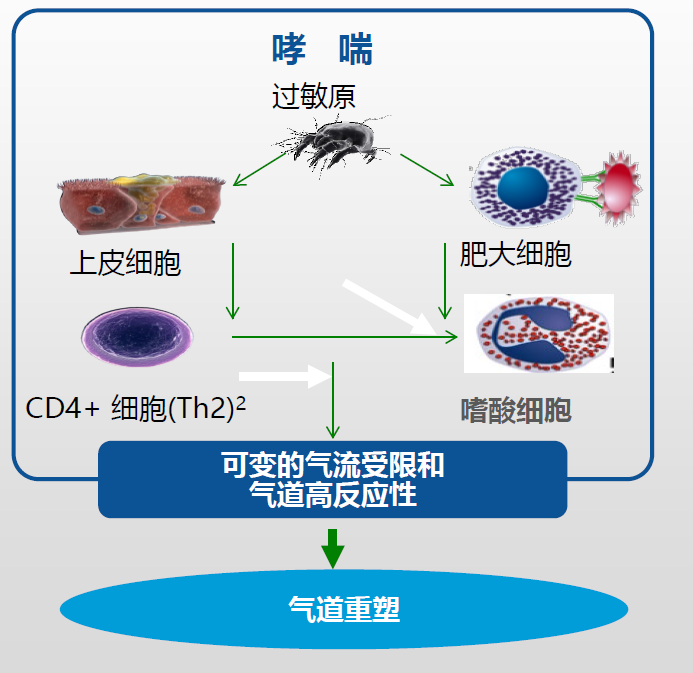 哮 喘
过敏原
上皮细胞
肥大细胞
CD4+ 细胞(Th2)²
嗜酸细胞
可变的气流受限和
气道高反应性
气道重塑